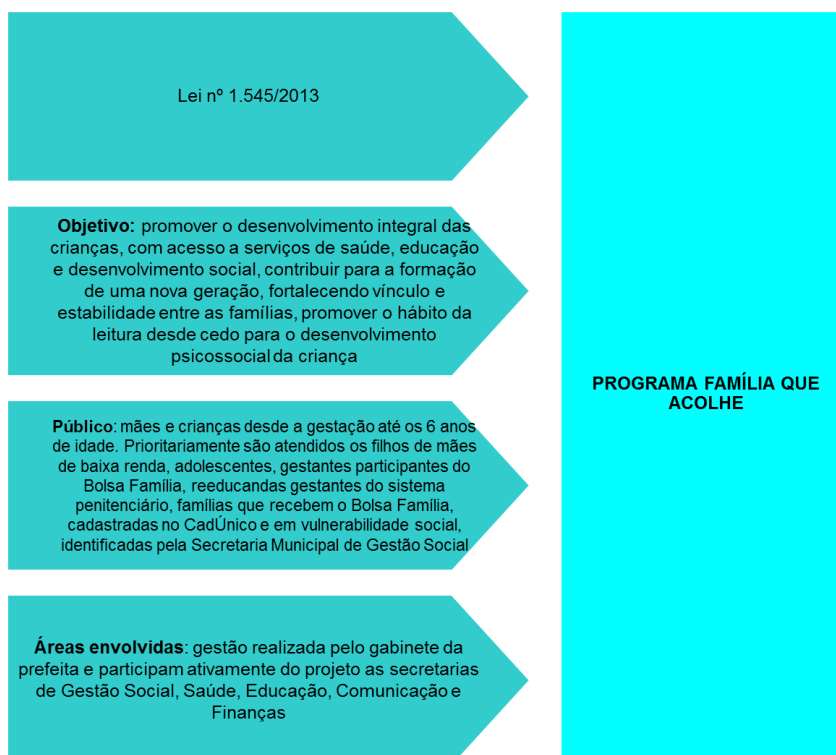 Lei nº 1.545/2013
Objetivo: promover o desenvolvimento integral das
crianças, com acesso a serviços de saúde, educação
e desenvolvimento social, contribuir para a formação
de uma nova geração, fortalecendo vínculo e
estabilidade entre as famílias, promover o hábito da
leitura desde cedo para o desenvolvimento
psicossocial da criança
Público: mães e crianças desde a gestação até os 6 anos
de idade. Prioritariamente são atendidos os filhos de mães
de baixa renda, adolescentes, gestantes participantes do
Bolsa Família, reeducandas gestantes do sistema
penitenciário, famílias que recebem o Bolsa Família,
cadastradas no CadÚnico e em vulnerabilidade social,
identificadas pela Secretaria Municipal de Gestão Social
Áreas envolvidas: gestão realizada pelo gabinete da
prefeita e participam ativamente do projeto as secretarias
de Gestão Social, Saúde, Educação, Comunicação e
Finanças
PROGRAMA FAMÍLIA QUE
ACOLHE